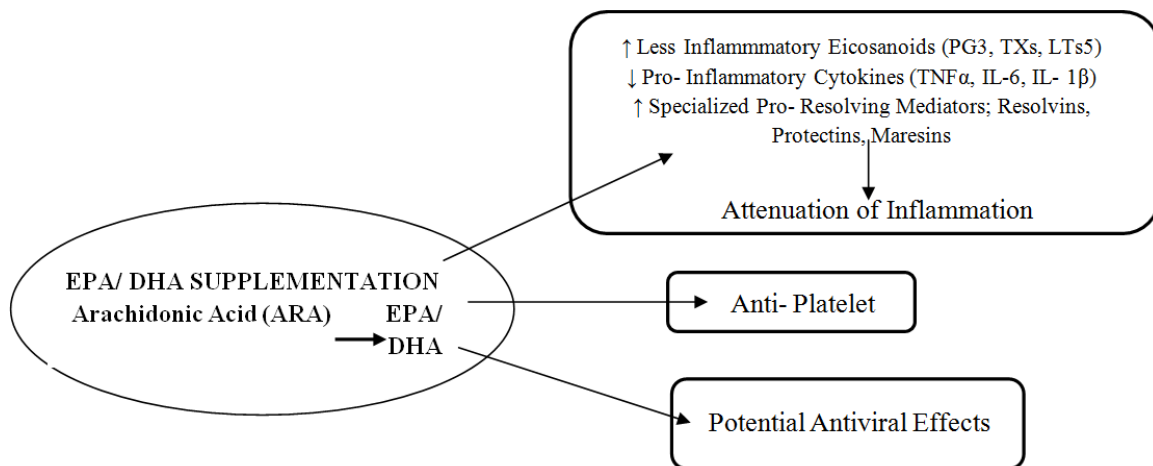 ↑ Less Inflammmatory Eicosanoids (PG3, TXs, LTs5)
↓ Pro- Inflammatory Cytokines (TNFα, IL-6, IL- 1β)
↑ Specialized Pro- Resolving Mediators; Resolvins,
Protectins, Maresins
Attenuation of Inflammation
EPA/ DHA SUPPLEMENTATION
Arachidonic Acid (ARA)
EPA/
DHA
Anti- Platelet
Potential Antiviral Effects